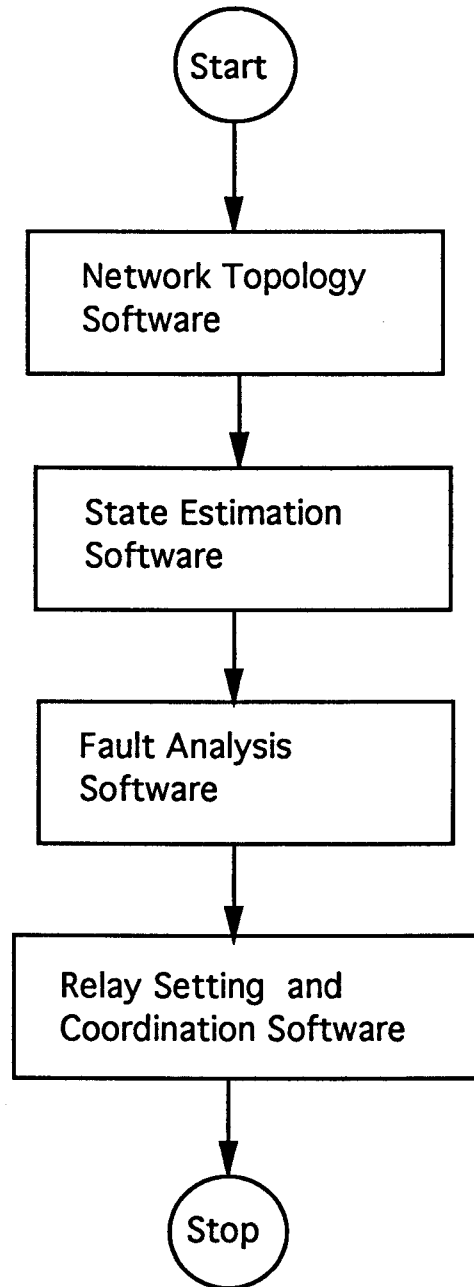 Start
Network Topology
Software
State Estimation
Software
Fault Analysis
Software
Relay Setting and
Coordination Software
Stop